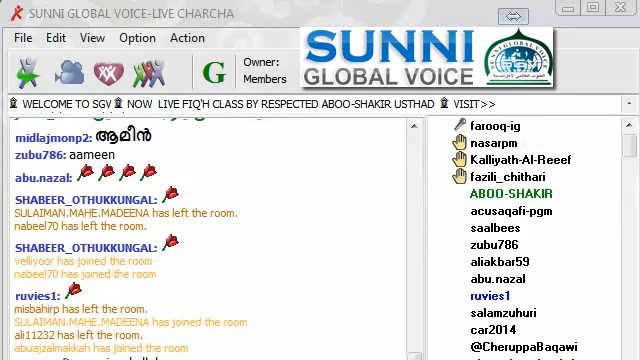 SUNNI GLOBAL VOICE-LIVE CHARCHA
File Edit View Option Action
SUNNI
GLOBAL VOICE
G
Owner:
Members
WELCOME TO SGV NOW LIVE FIQ'H CLASS BY RESPECTED ABOO-SHAKIR USTHAD VISIT>>
midlajmonp2: ആമീൻ
zubu786: aameen
abu.nazal:
SHABEER_OTHUKKUNGAL:
SULAIMAN.MAHE.MADEENA has left the room.
nabeel70 has left the room.
SHABEER_OTHUKKUNGAL:
velliyoor has joined the room
nabeel70 has joined the room
ruvies1:
misbahirp has left the room.
SULAIMAN.MAHE.MADEENA has joined the room
ali11232 has left the room.
abuajzalmakkah has joined the room
farooq-ig
nasarpm
Kalliyath-Al-Reeef
fazili_chithari
ABOO-SHAKIR
acusaqafi-pgm
saalbees
zubu786
aliakbar59
abu.nazal
ruvies1
salamzuhuri
car2014
@CheruppaBaqawi